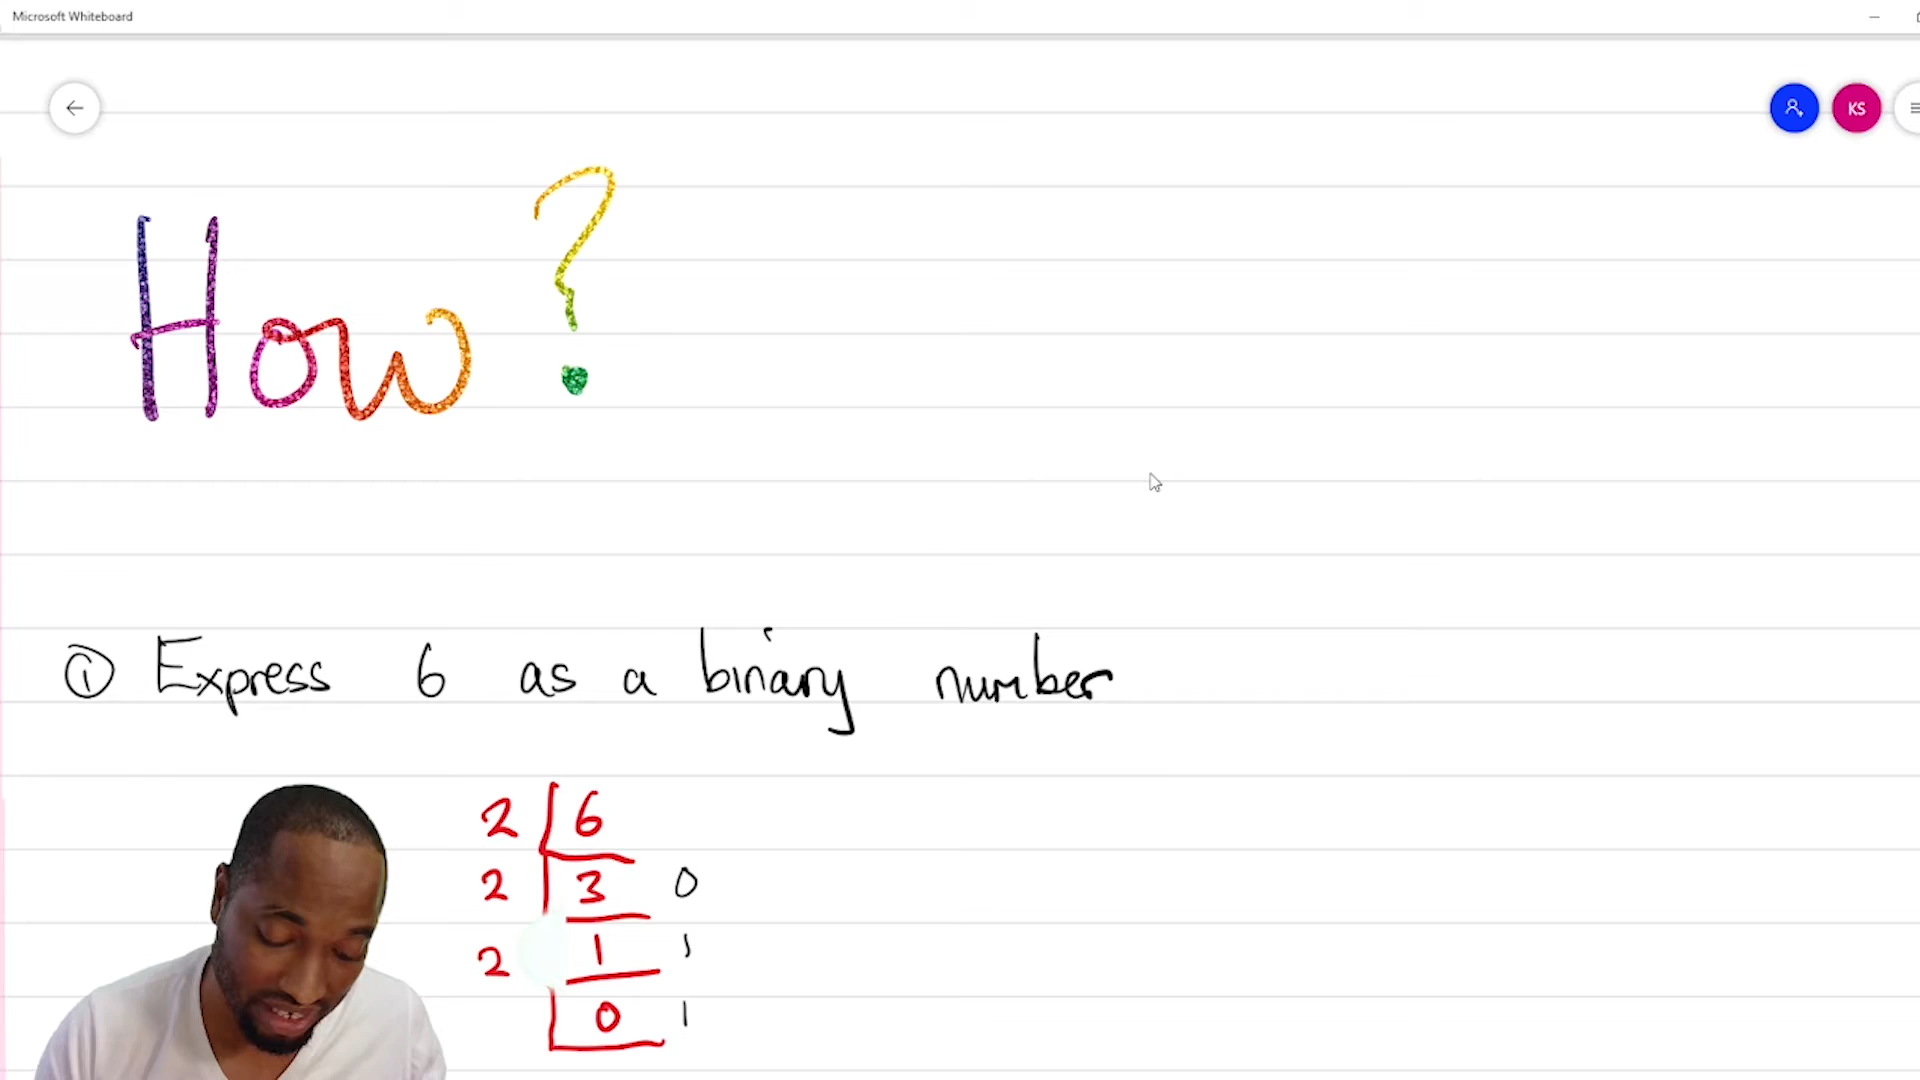 Microsoft Whiteboard
KS
How?
① Express 6 as a binary number
2 6
2 3 0
2 1 1
0 1